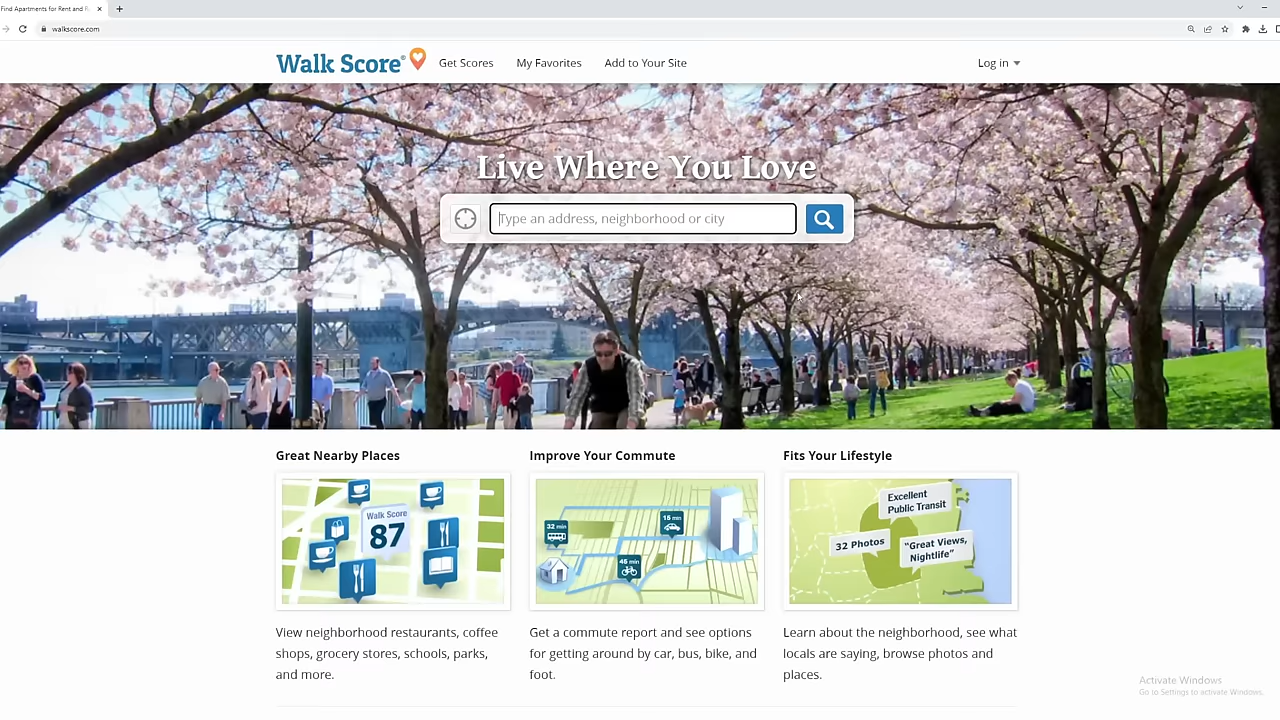 Find Apartments for Rent and R
walkscore.com
Walk Score®
Get Scores
My Favorites
Add to Your Site
Log in
Live Where You Love
Type an address, neighborhood or city
Great Nearby Places
Improve Your Commute
Fits Your Lifestyle
Walk Score
87
32 min
15 min
45 min
Excellent
Public Transit
32 Photos
“Great Views,
Nightlife”
View neighborhood restaurants, coffee
shops, grocery stores, schools, parks,
and more.
Get a commute report and see options
for getting around by car, bus, bike, and
foot.
Learn about the neighborhood, see what
locals are saying, browse photos and
places.
Activate Windows
Go to Settings to activate Windows.